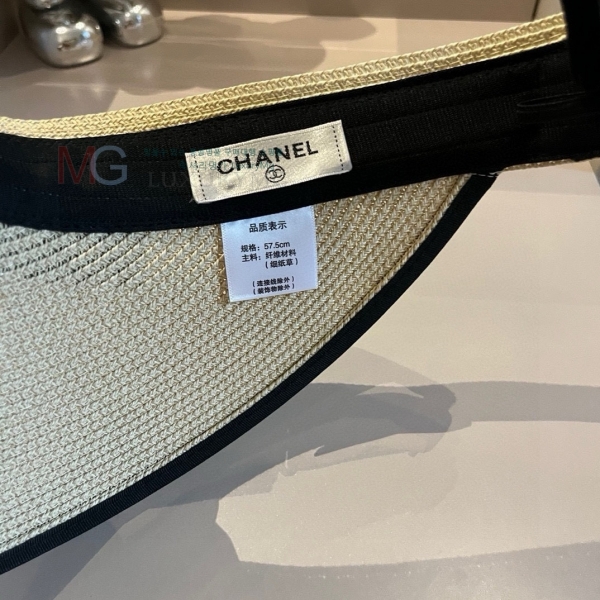 MG
LUX
CHANEL
品质表示
规格：57.5cm
主料：纤维材料
（细纸草）
（连接线除外）
（装饰物除外）